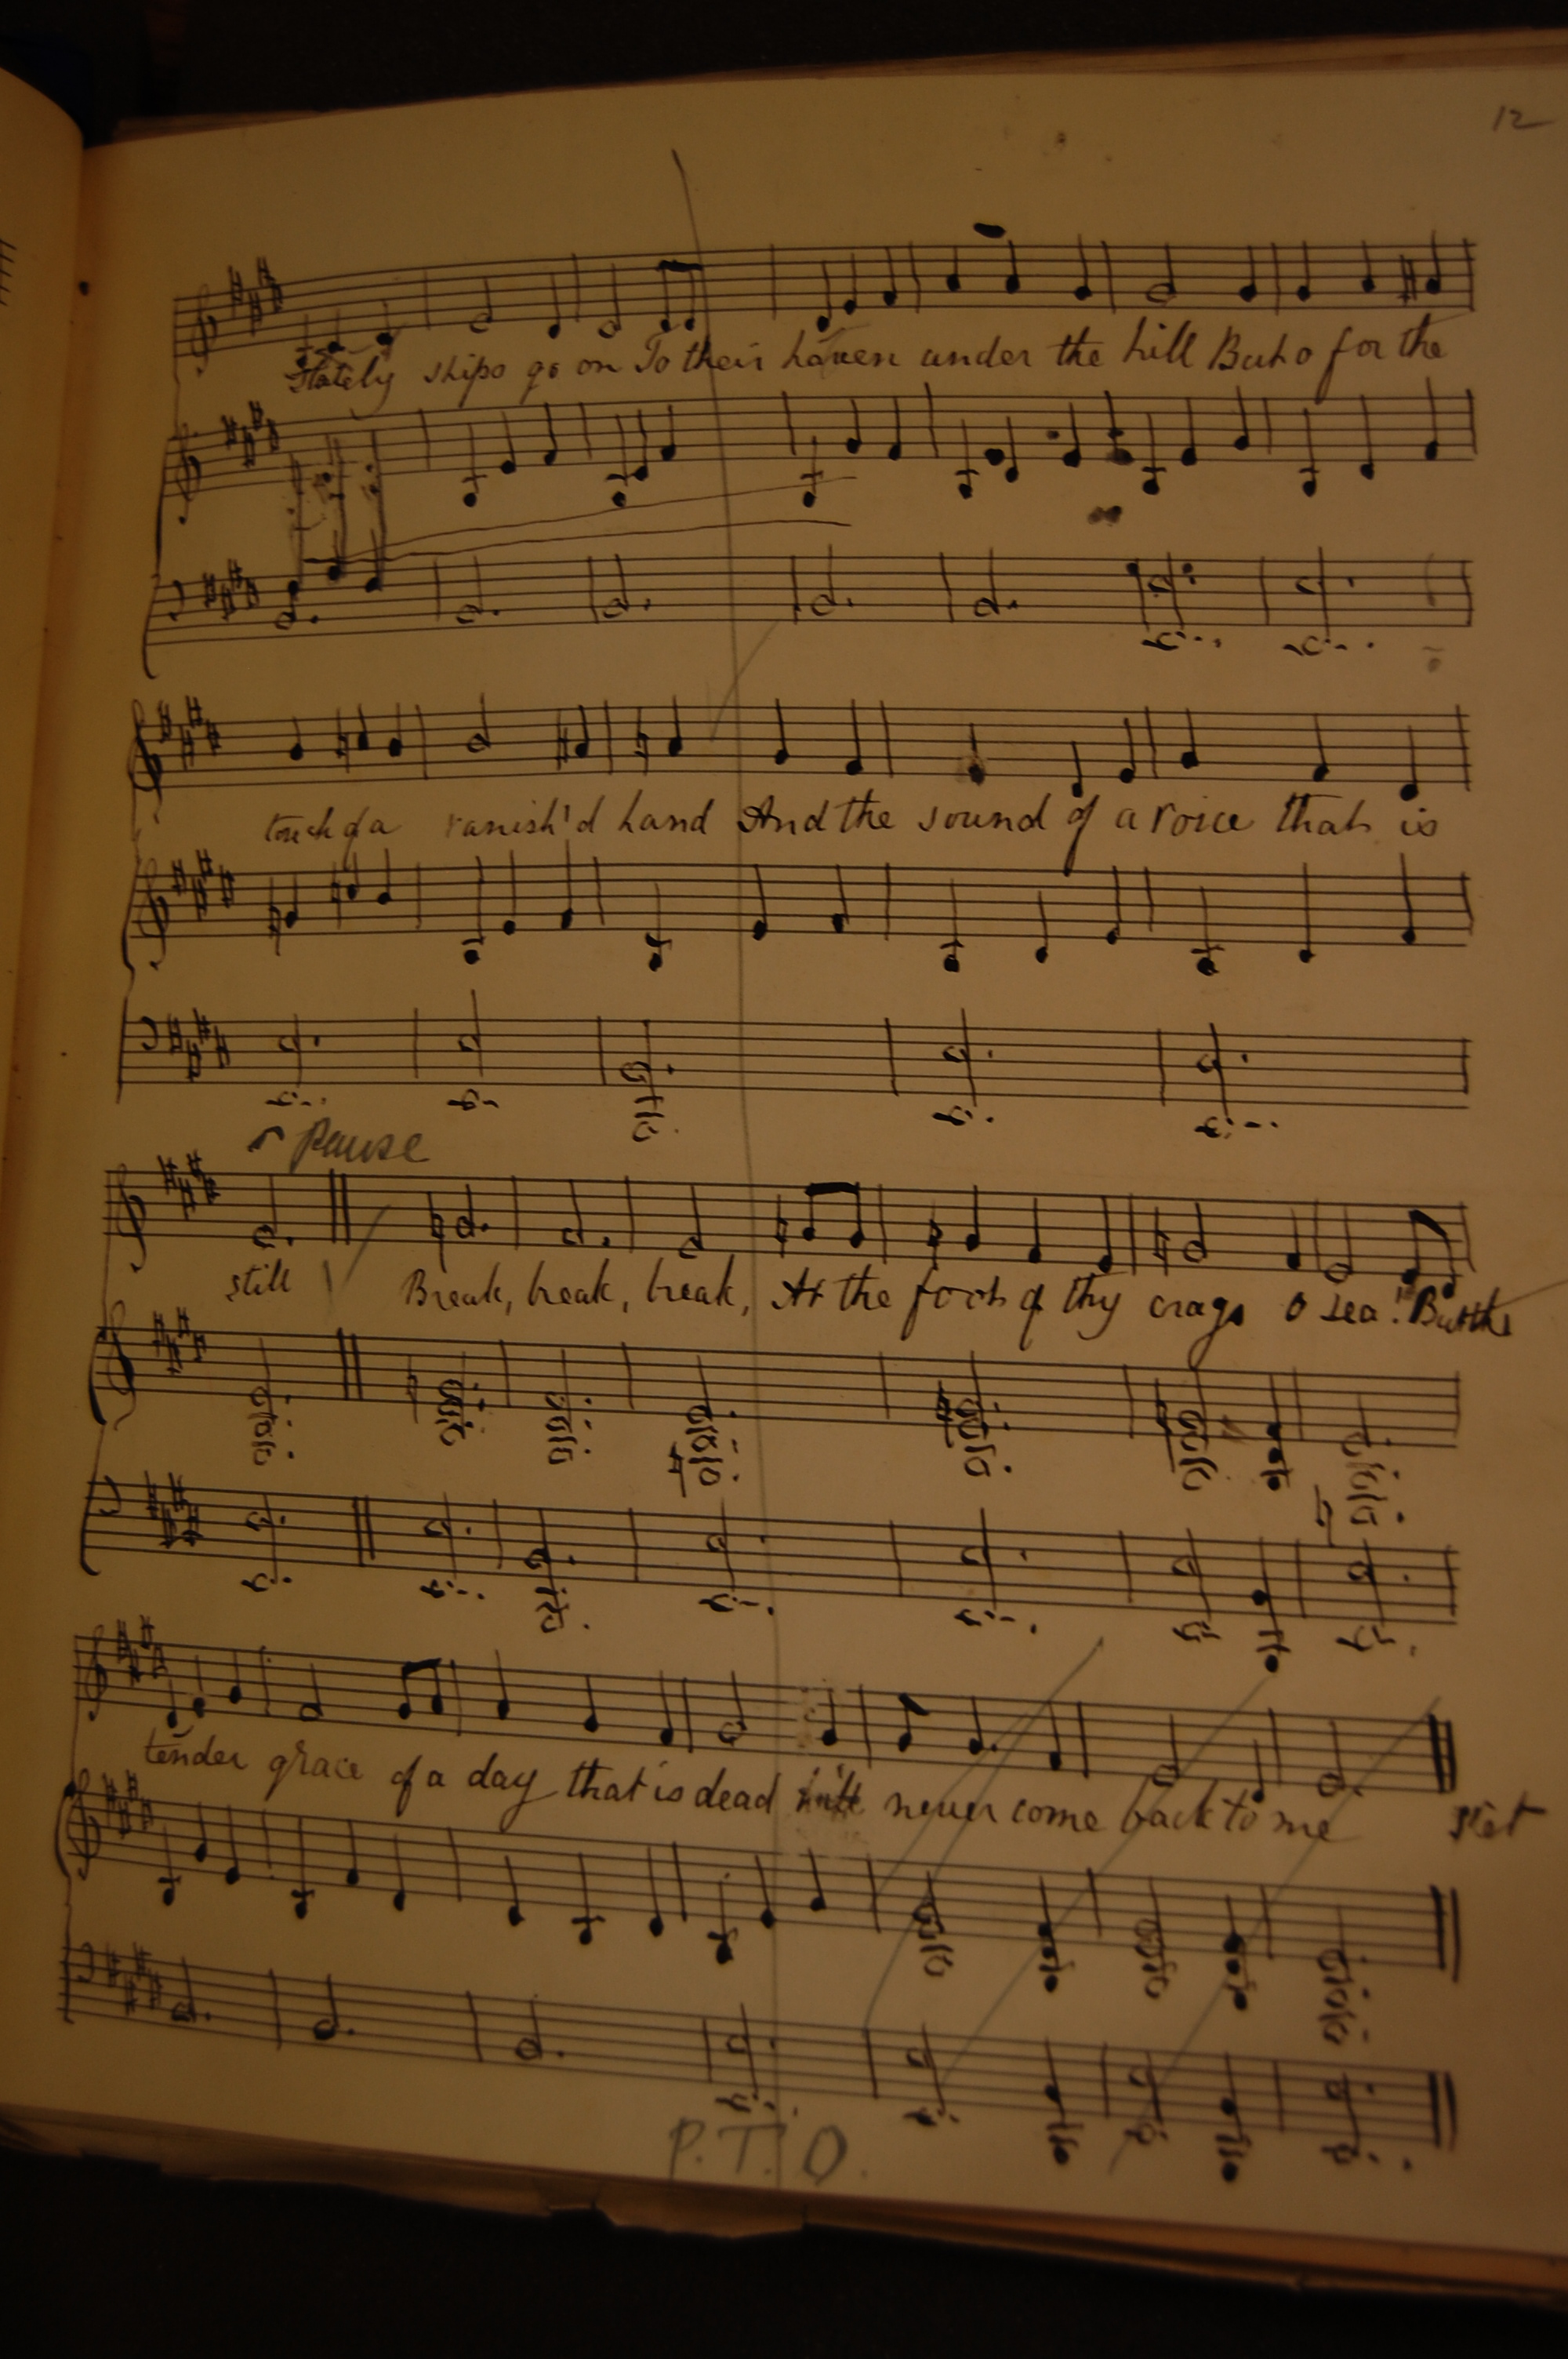 12
Stately ships go on To their haven under the hill But o for the
touch of a vanish'd hand And the sound of a voice that is
Pause
still Break, break, break, At the foot of thy crags O sea! But the
tender grace of a day that is dead never come back to me
stet
P.T.O.